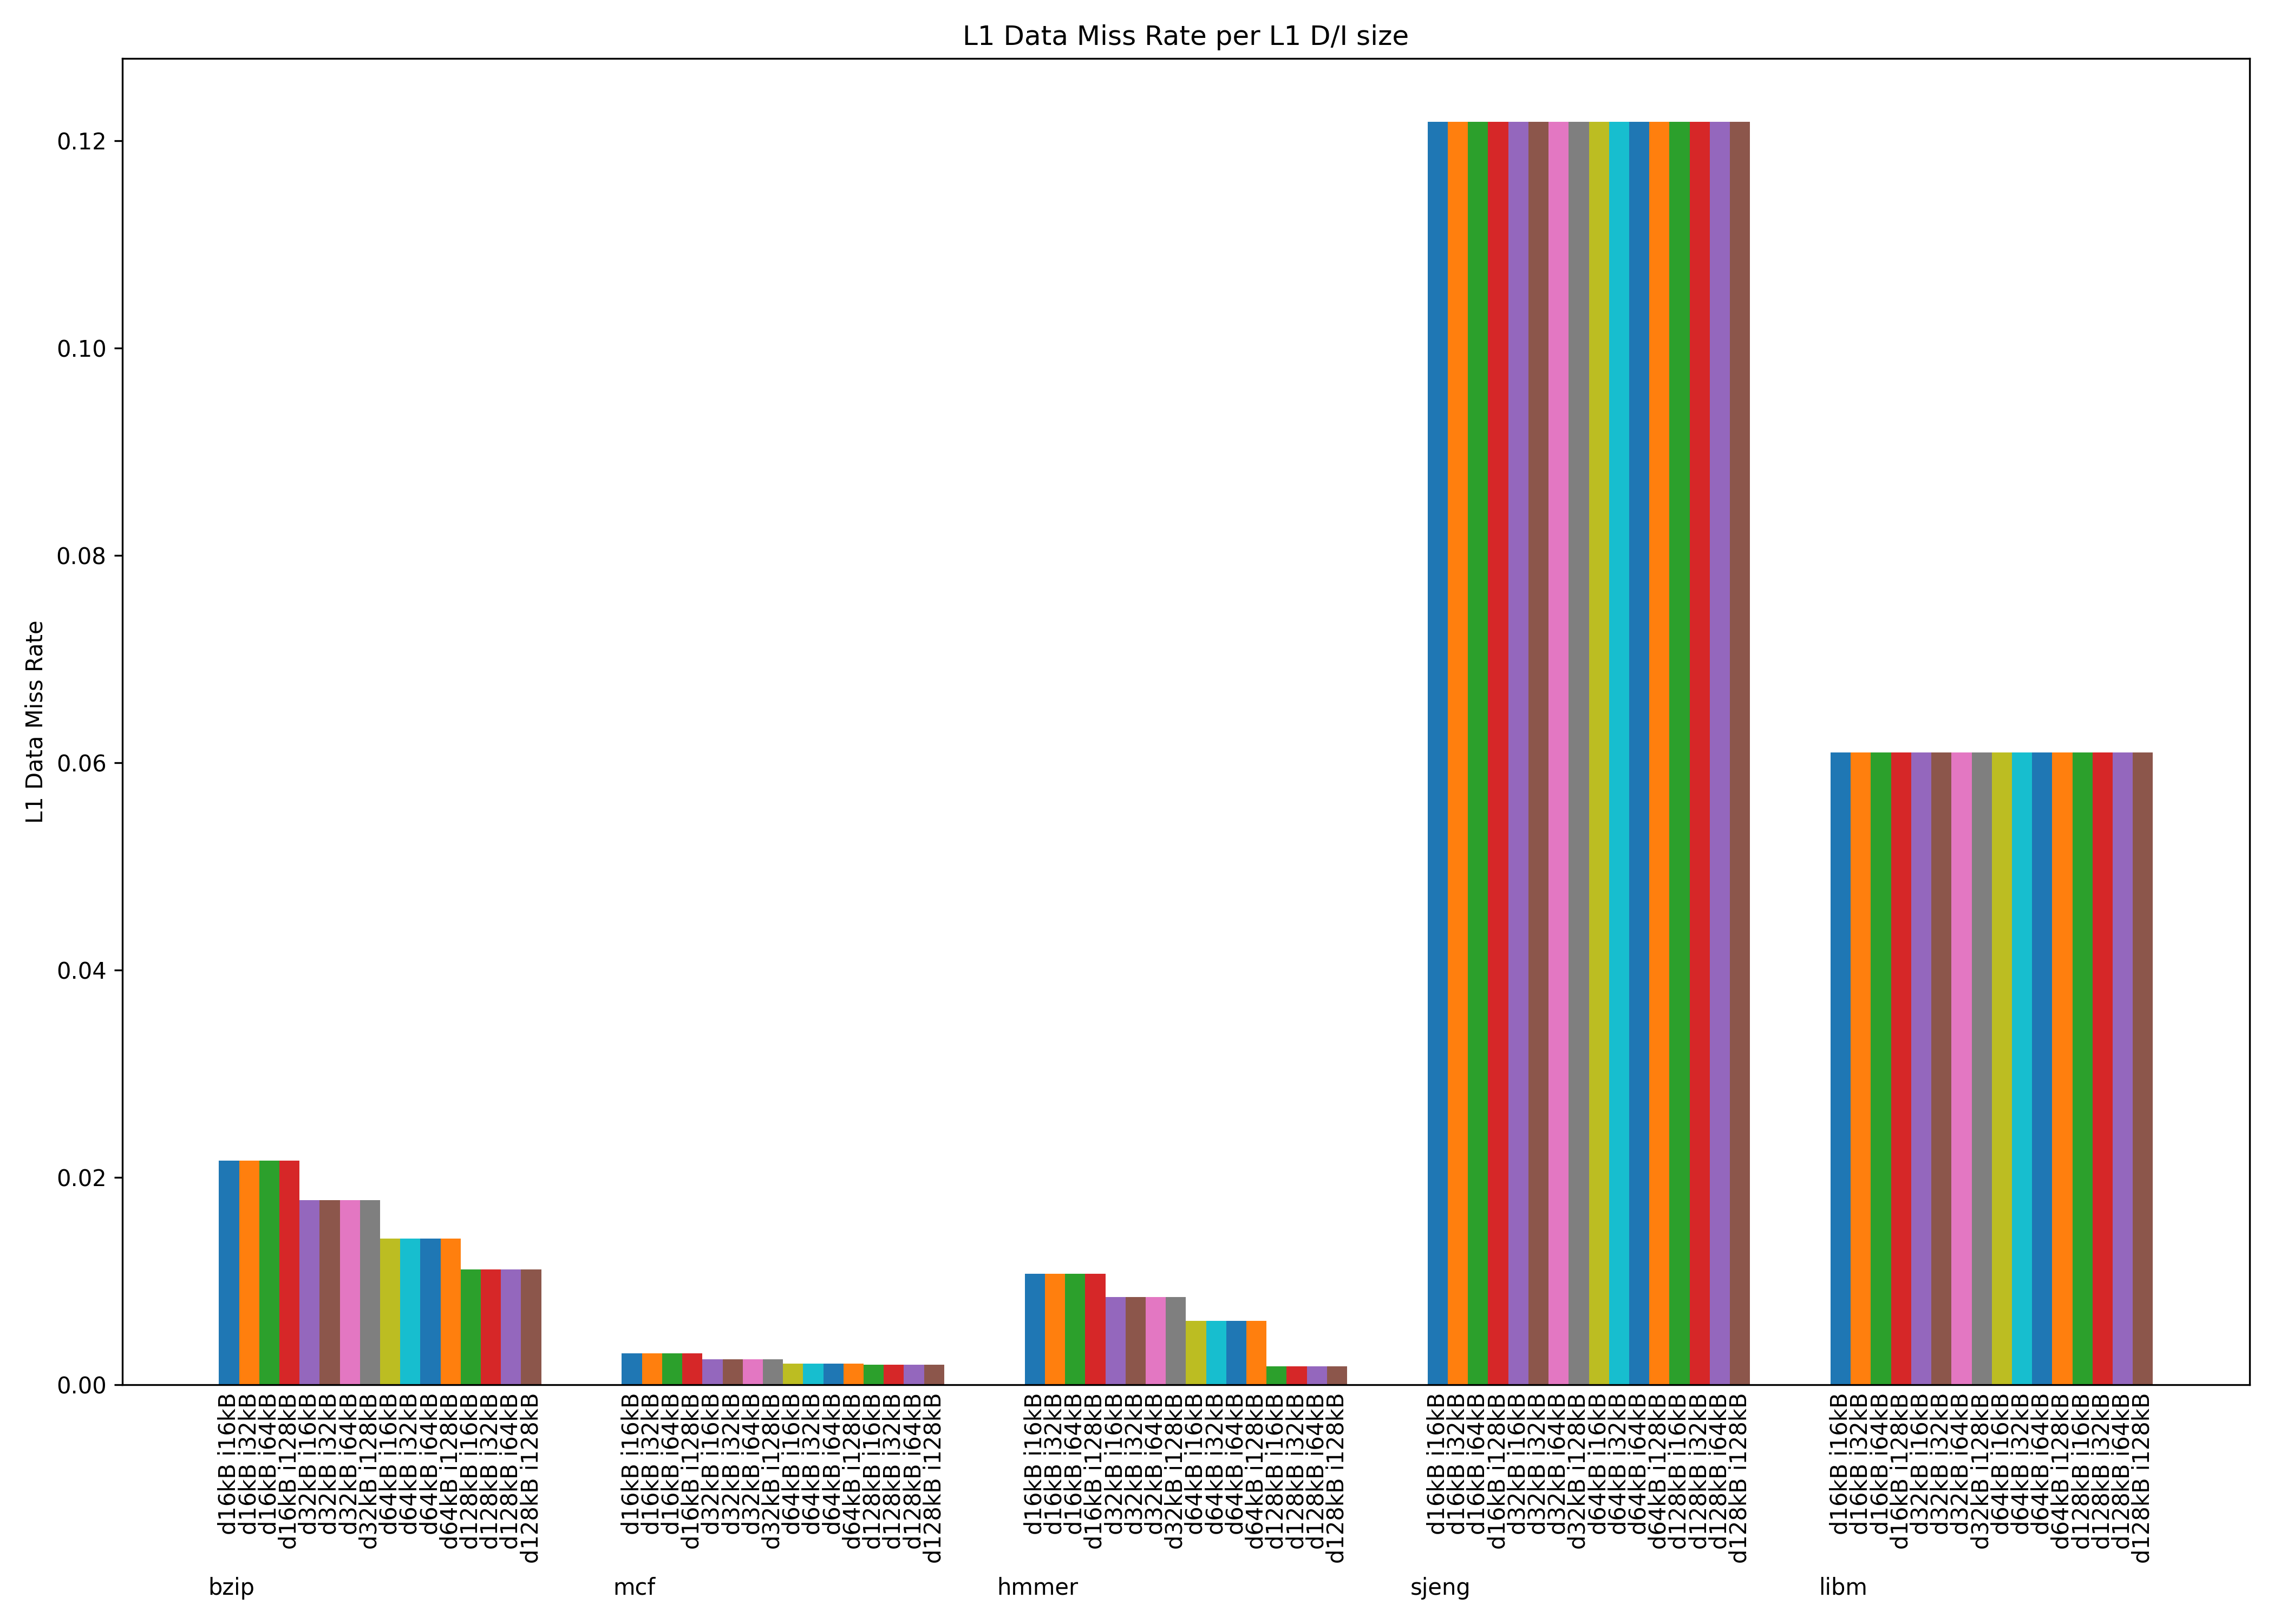 L1 Data Miss Rate per L1 D/I size
L1 Data Miss Rate
0.12
0.10
0.08
0.06
0.04
0.02
0.00
d16kB i16kB
d16kB i32kB
d16kB i64kB
d16kB i128kB
d32kB i16kB
d32kB i32kB
d32kB i64kB
d32kB i128kB
d64kB i16kB
d64kB i32kB
d64kB i64kB
d64kB i128kB
d128kB i16kB
d128kB i32kB
d128kB i64kB
d128kB i128kB
d16kB i16kB
d16kB i32kB
d16kB i64kB
d16kB i128kB
d32kB i16kB
d32kB i32kB
d32kB i64kB
d32kB i128kB
d64kB i16kB
d64kB i32kB
d64kB i64kB
d64kB i128kB
d128kB i16kB
d128kB i32kB
d128kB i64kB
d128kB i128kB
d16kB i16kB
d16kB i32kB
d16kB i64kB
d16kB i128kB
d32kB i16kB
d32kB i32kB
d32kB i64kB
d32kB i128kB
d64kB i16kB
d64kB i32kB
d64kB i64kB
d64kB i128kB
d128kB i16kB
d128kB i32kB
d128kB i64kB
d128kB i128kB
d16kB i16kB
d16kB i32kB
d16kB i64kB
d16kB i128kB
d32kB i16kB
d32kB i32kB
d32kB i64kB
d32kB i128kB
d64kB i16kB
d64kB i32kB
d64kB i64kB
d64kB i128kB
d128kB i16kB
d128kB i32kB
d128kB i64kB
d128kB i128kB
d16kB i16kB
d16kB i32kB
d16kB i64kB
d16kB i128kB
d32kB i16kB
d32kB i32kB
d32kB i64kB
d32kB i128kB
d64kB i16kB
d64kB i32kB
d64kB i64kB
d64kB i128kB
d128kB i16kB
d128kB i32kB
d128kB i64kB
d128kB i128kB
bzip
mcf
hmmer
sjeng
libm